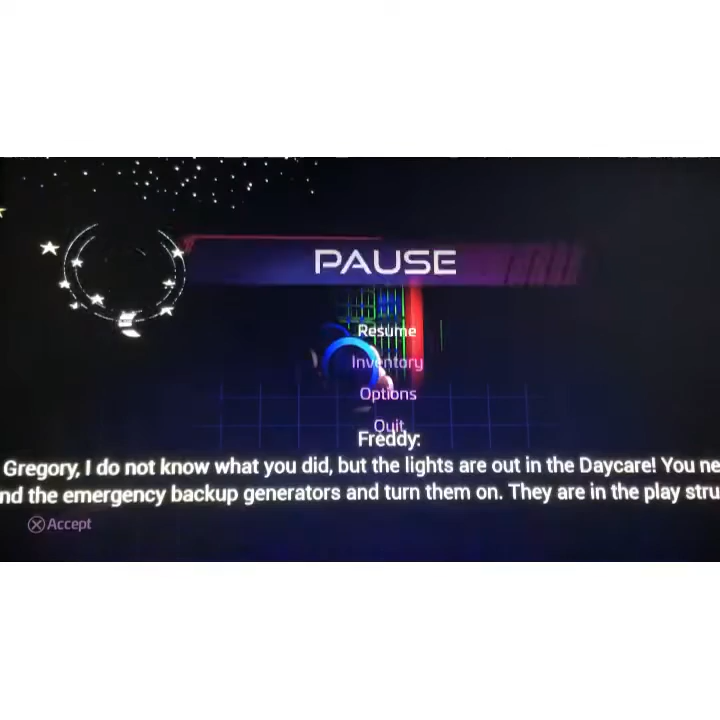 PAUSE
Resume
Inventory
Options
Quit
Freddy:
Gregory, I do not know what you did, but the lights are out in the Daycare! You ne
nd the emergency backup generators and turn them on. They are in the play stru
Accept